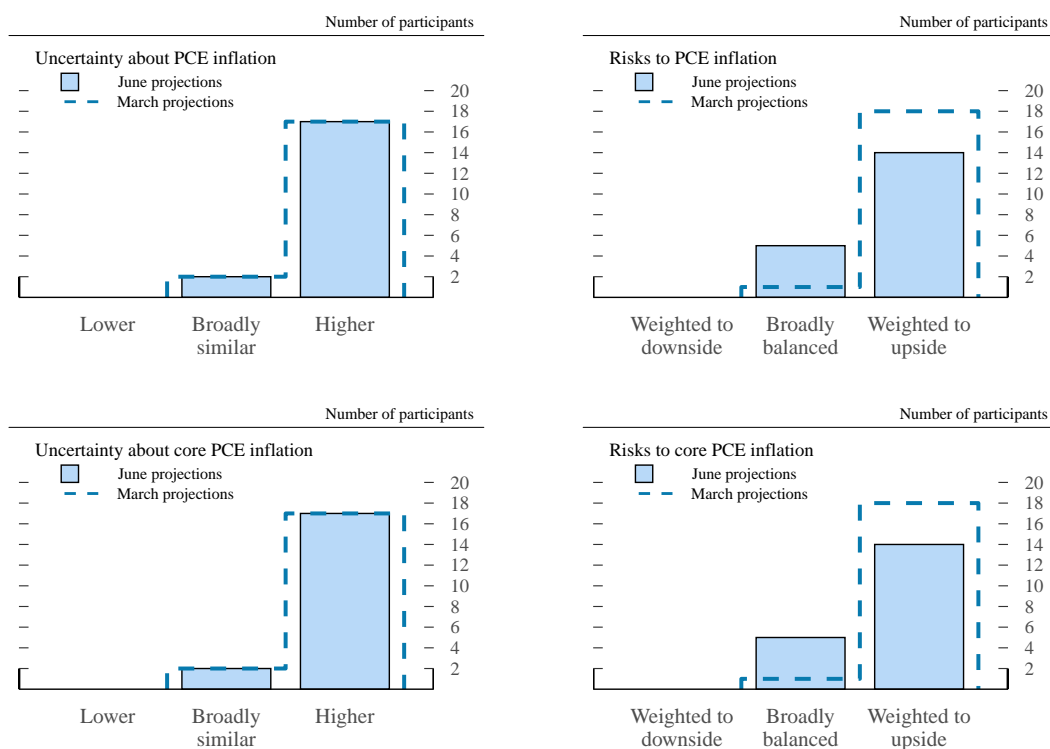 Number of participants
Uncertainty about PCE inflation
June projections
March projections
20
18
16
14
12
10
8
6
4
2
Lower
Broadly similar
Higher
Number of participants
Risks to PCE inflation
June projections
March projections
20
18
16
14
12
10
8
6
4
2
Weighted to downside
Broadly balanced
Weighted to upside
Number of participants
Uncertainty about core PCE inflation
June projections
March projections
20
18
16
14
12
10
8
6
4
2
Lower
Broadly similar
Higher
Number of participants
Risks to core PCE inflation
June projections
March projections
20
18
16
14
12
10
8
6
4
2
Weighted to downside
Broadly balanced
Weighted to upside